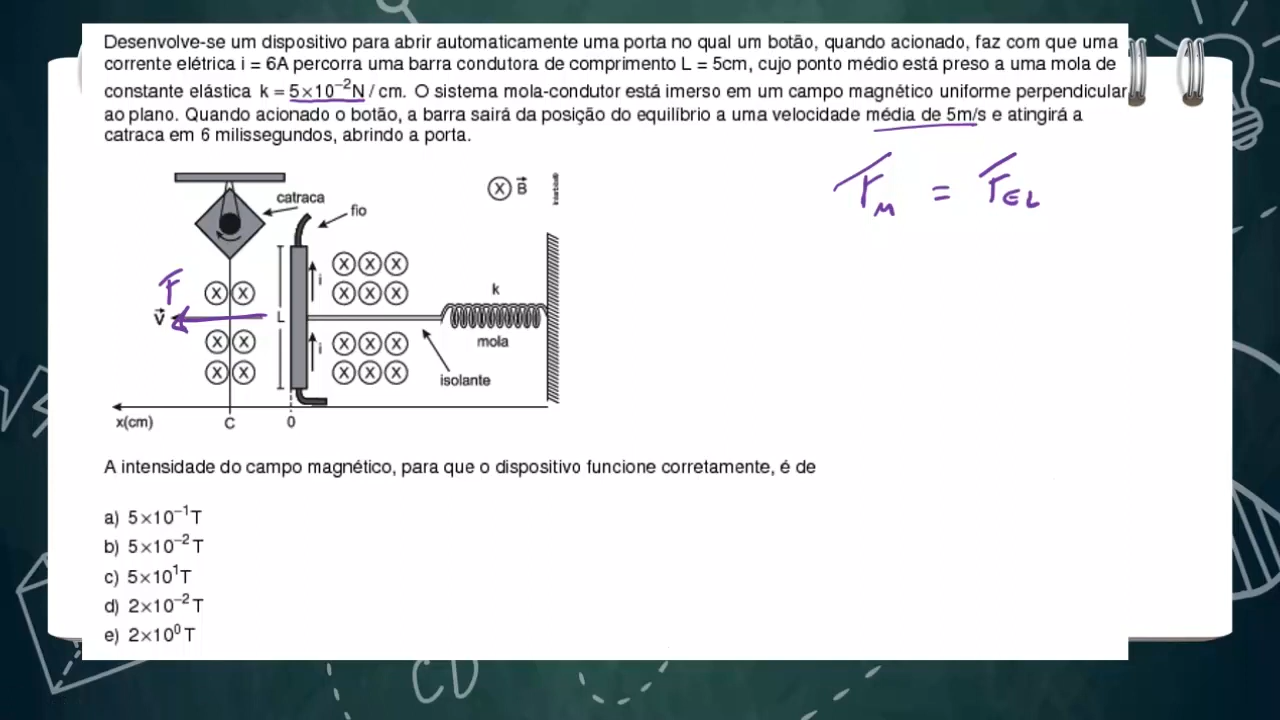 Desenvolve-se um dispositivo para abrir automaticamente uma porta no qual um botão, quando acionado, faz com que uma
corrente elétrica i = 6A percorra uma barra condutora de comprimento L = 5cm, cujo ponto médio está preso a uma mola de
constante elástica k = 5×10⁻²N / cm. O sistema mola-condutor está imerso em um campo magnético uniforme perpendicular
ao plano. Quando acionado o botão, a barra sairá da posição do equilíbrio a uma velocidade média de 5m/s e atingirá a
catraca em 6 milissegundos, abrindo a porta.
catraca
fio
X B⃗
F_M = F_EL
X X X
i
F
X X
X X X
k
v⃗
L
X X
i
X X X
mola
X X
X X X
isolante
x(cm)
C
0
A intensidade do campo magnético, para que o dispositivo funcione corretamente, é de
a) 5×10⁻¹T
b) 5×10⁻²T
c) 5×10¹T
d) 2×10⁻²T
e) 2×10⁰T
CD